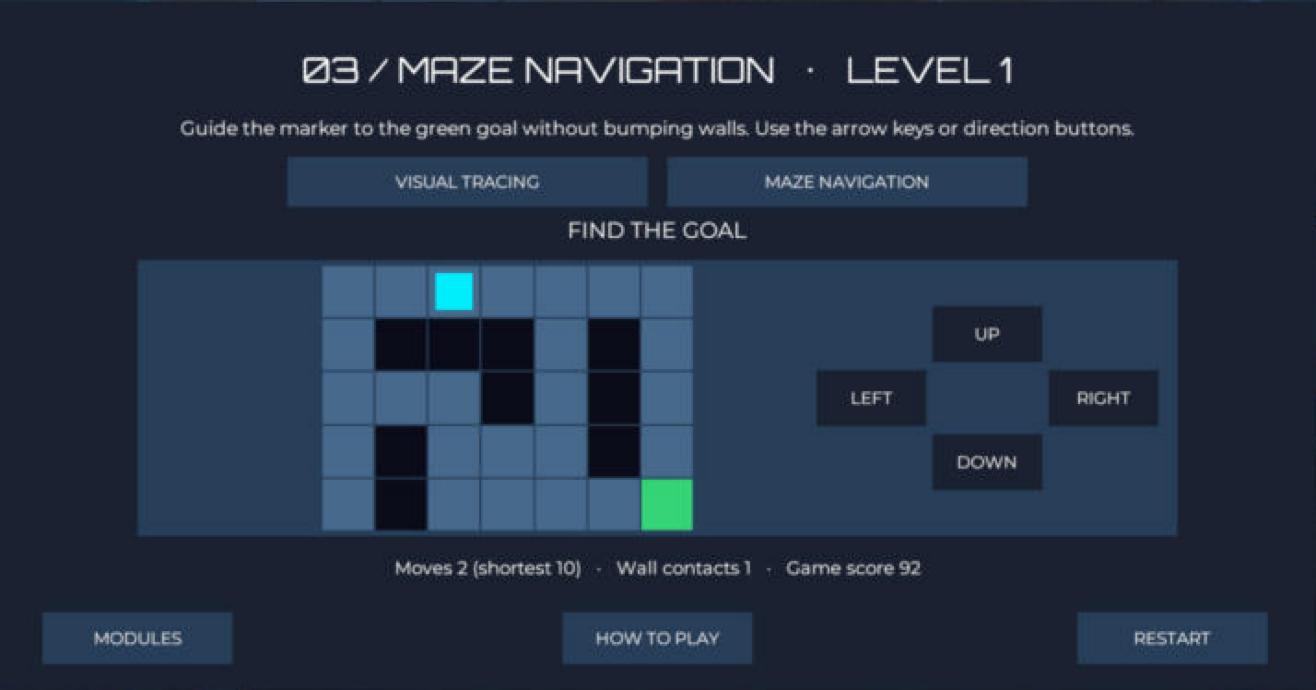 03 / MAZE NAVIGATION · LEVEL 1
Guide the marker to the green goal without bumping walls. Use the arrow keys or direction buttons.
VISUAL TRACING
MAZE NAVIGATION
FIND THE GOAL
UP
LEFT
RIGHT
DOWN
Moves 2 (shortest 10) · Wall contacts 1 · Game score 92
MODULES
HOW TO PLAY
RESTART